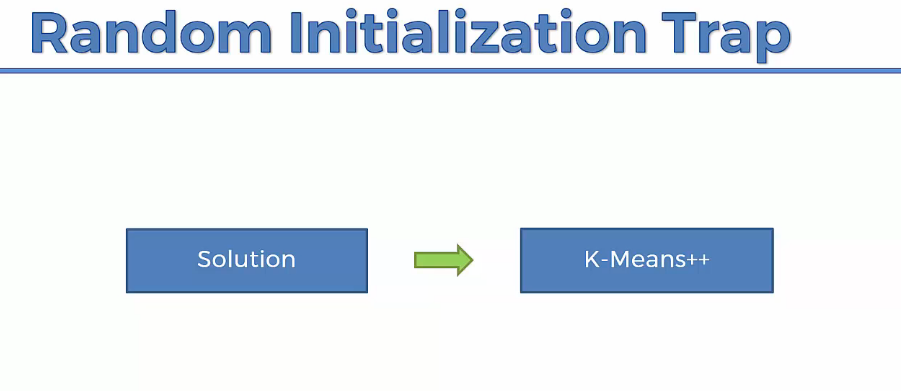 Random Initialization Trap
Solution
K-Means++